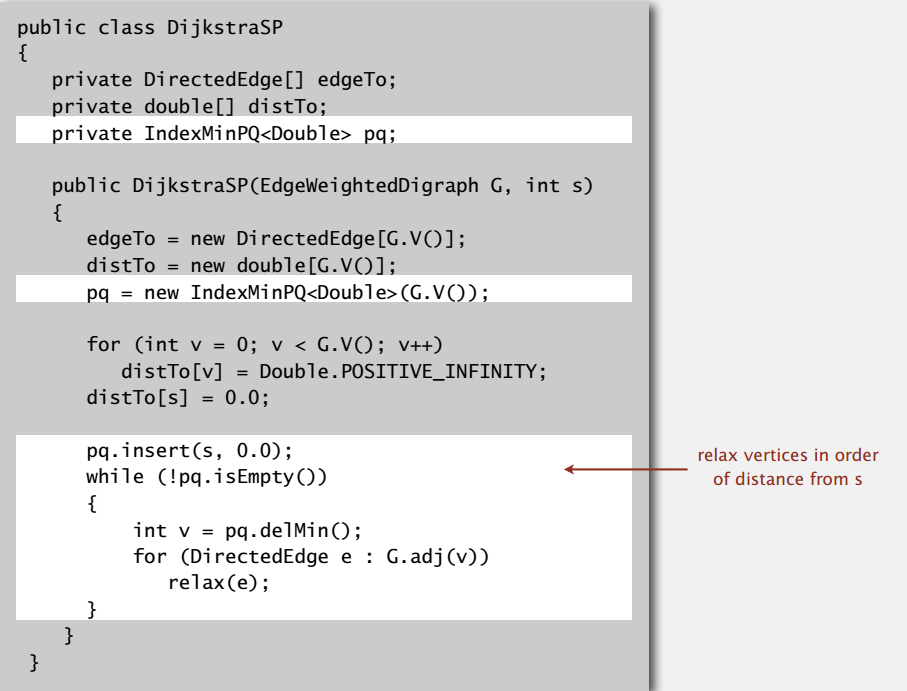 public class DijkstraSP
{
   private DirectedEdge[] edgeTo;
   private double[] distTo;
   private IndexMinPQ<Double> pq;

   public DijkstraSP(EdgeWeightedDigraph G, int s)
   {
      edgeTo = new DirectedEdge[G.V()];
      distTo = new double[G.V()];
      pq = new IndexMinPQ<Double>(G.V());

      for (int v = 0; v < G.V(); v++)
         distTo[v] = Double.POSITIVE_INFINITY;
      distTo[s] = 0.0;

      pq.insert(s, 0.0);
      while (!pq.isEmpty())
      {
          int v = pq.delMin();
          for (DirectedEdge e : G.adj(v))
             relax(e);
      }
    }
 }
relax vertices in order
of distance from s